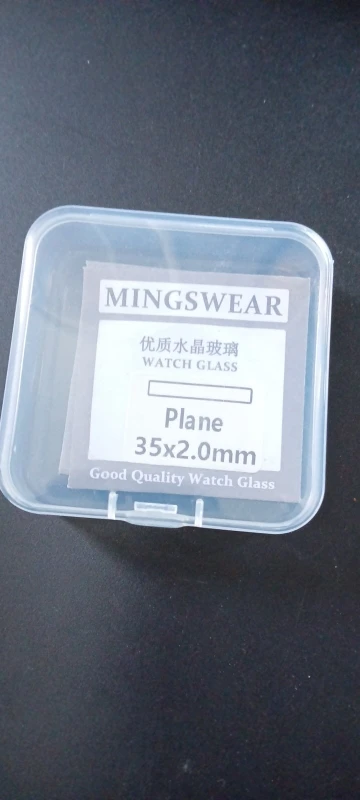 MINGSWEAR
优质水晶玻璃
WATCH GLASS
Plane
35x2.0mm
Good Quality Watch Glass